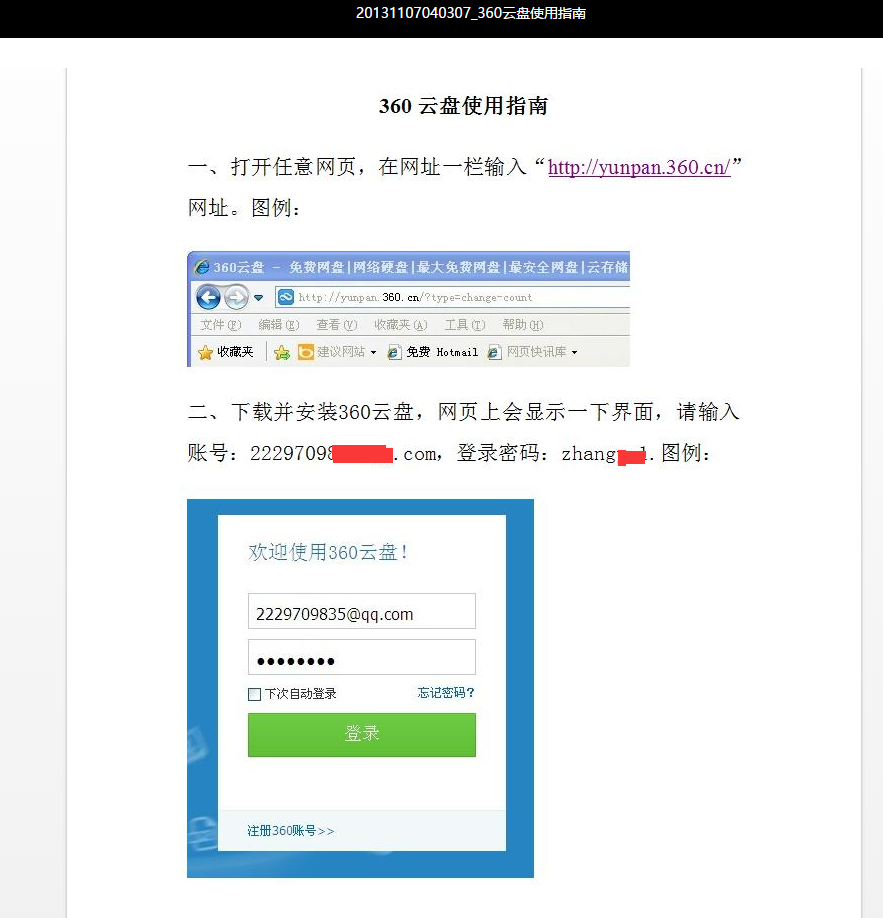 20131107040307_360云盘使用指南
360 云盘使用指南
一、打开任意网页，在网址一栏输入“http://yunpan.360.cn/”
网址。图例：
360云盘 - 免费网盘|网络硬盘|最大免费网盘|最安全网盘|云存储
http://yunpan.360.cn/?type=change-count
文件(F) 编辑(E) 查看(V) 收藏夹(A) 工具(T) 帮助(H)
收藏夹 建议网站 免费 Hotmail 网页快讯库
二、下载并安装360云盘，网页上会显示一下界面，请输入
账号：2229709 .com，登录密码：zhang .图例：
欢迎使用360云盘！
2229709835@qq.com
下次自动登录 忘记密码?
登录
注册360账号>>